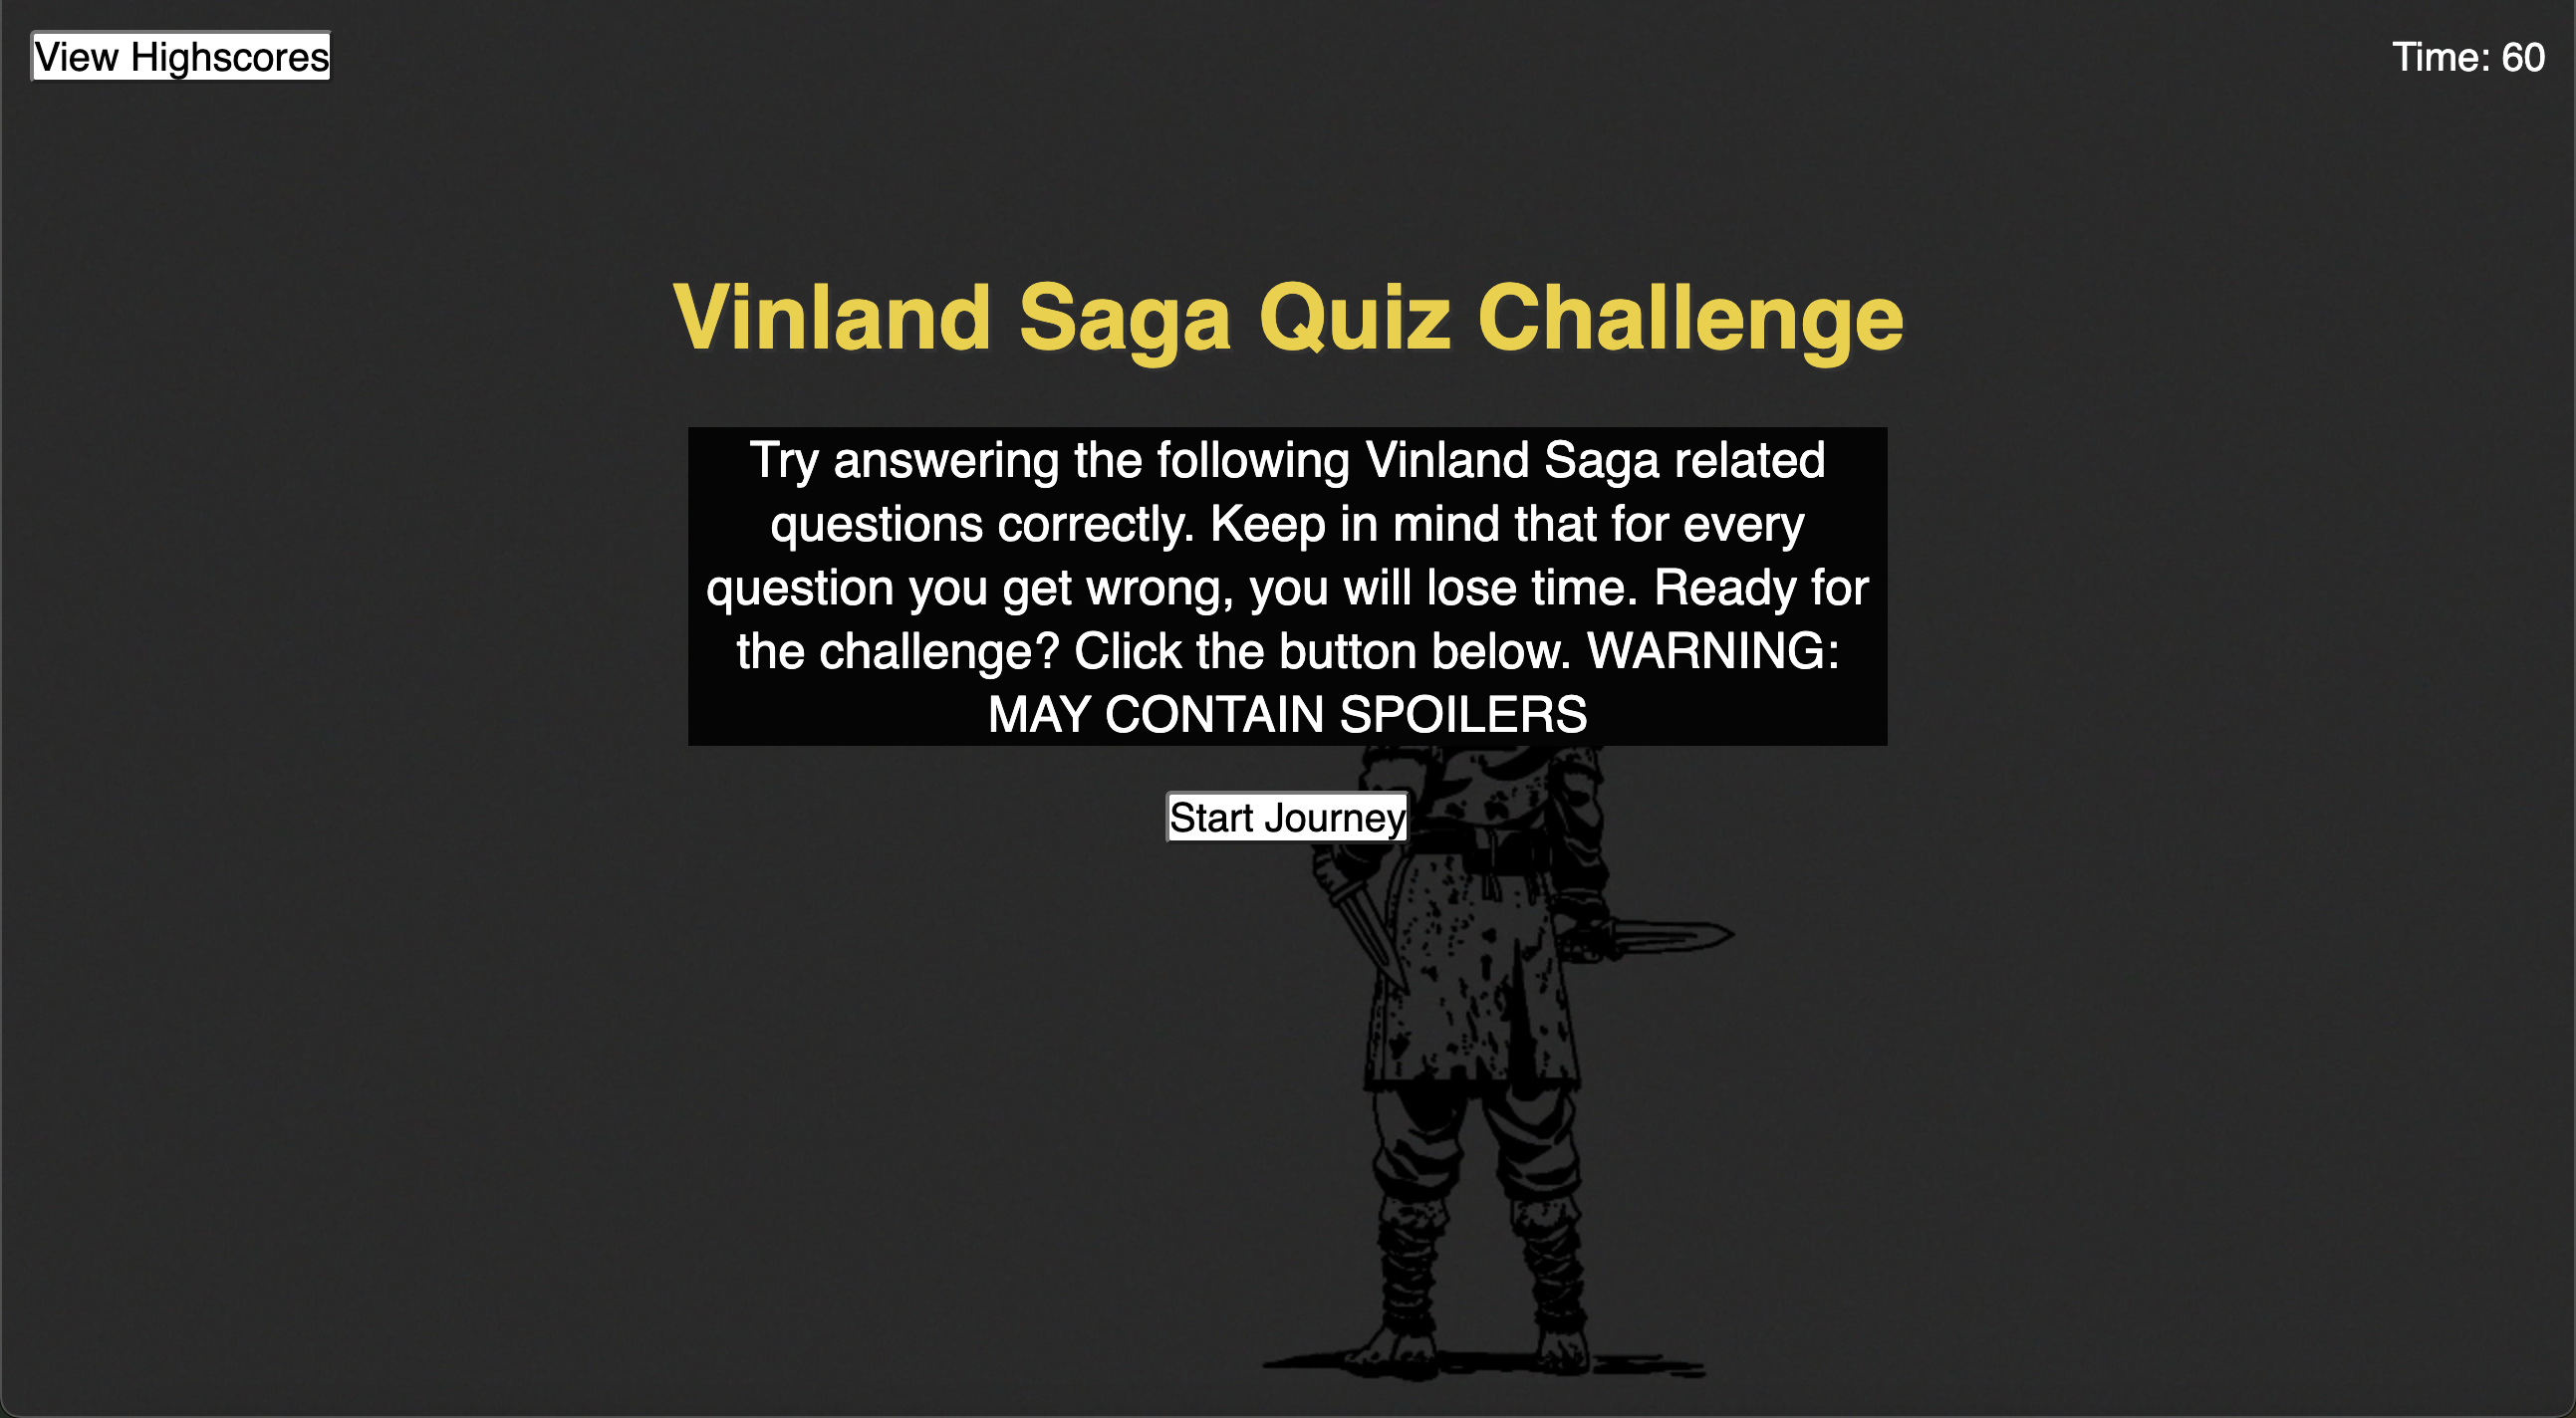 View Highscores
Time: 60
Vinland Saga Quiz Challenge
Try answering the following Vinland Saga related
questions correctly. Keep in mind that for every
question you get wrong, you will lose time. Ready for
the challenge? Click the button below. WARNING:
MAY CONTAIN SPOILERS
Start Journey